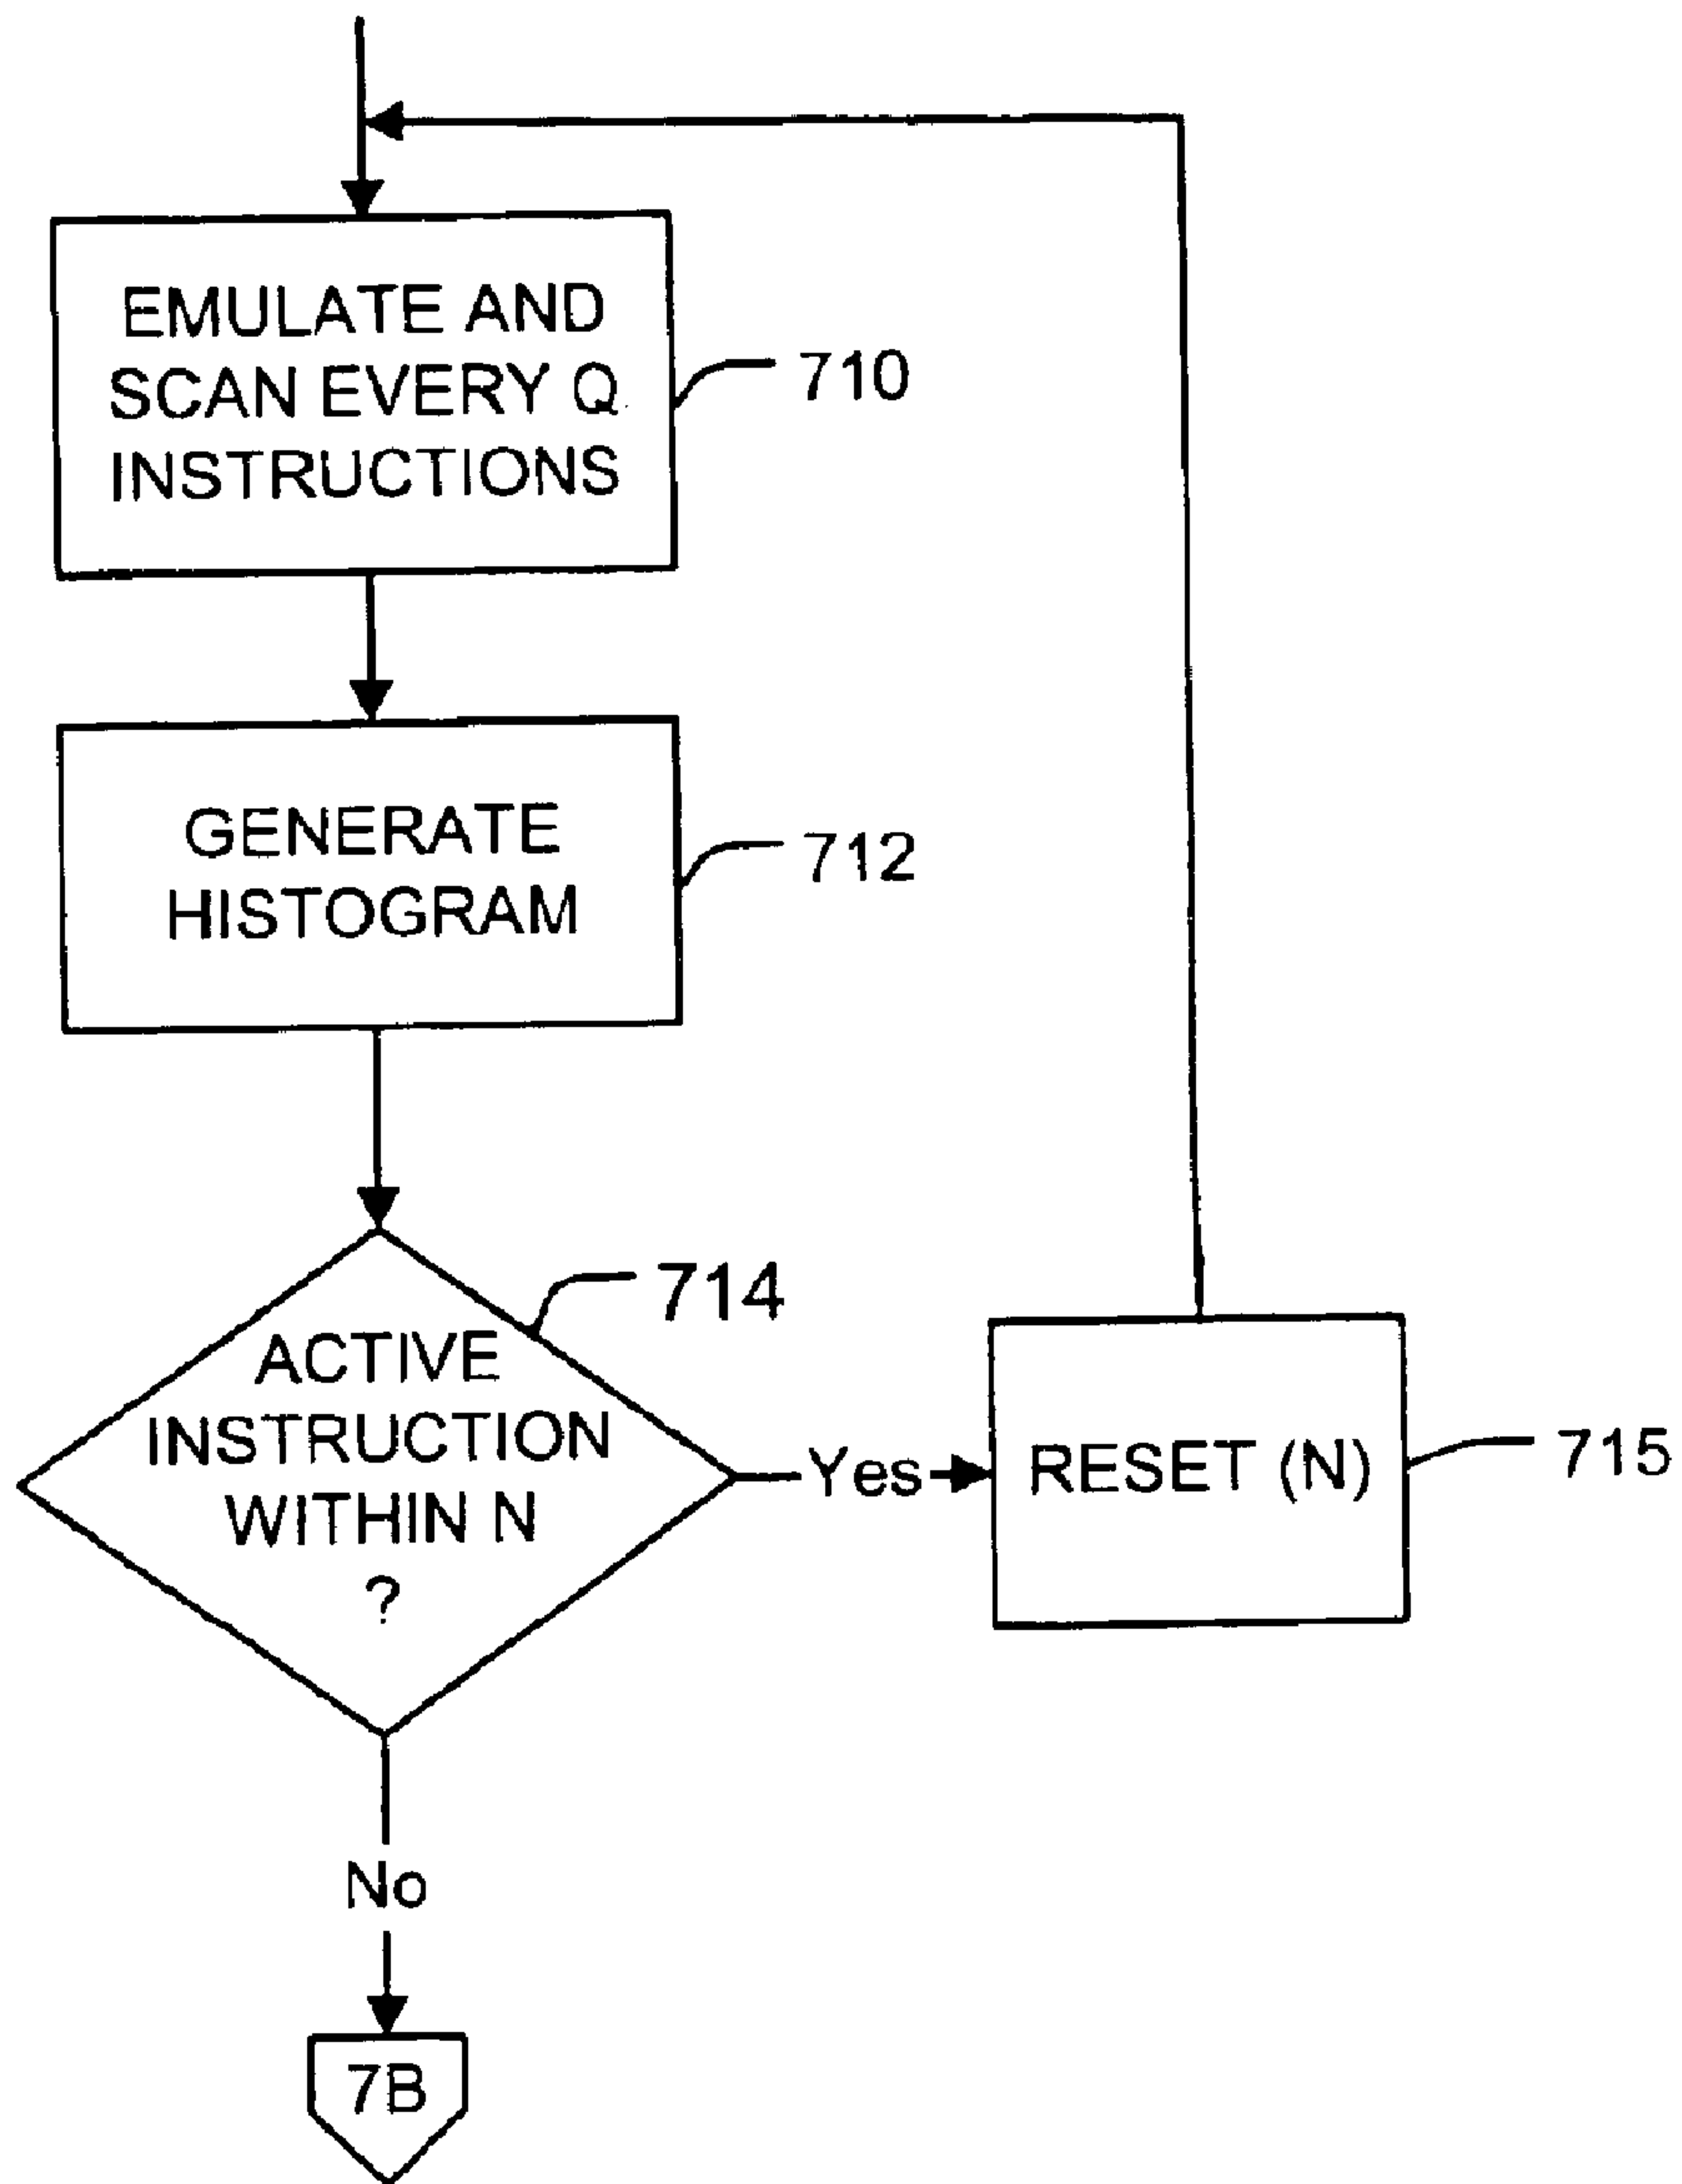 EMULATE AND
SCAN EVERY Q
INSTRUCTIONS
710
GENERATE
HISTOGRAM
712
714
ACTIVE
INSTRUCTION
WITHIN N
?
Yes
RESET (N)
715
No
7B